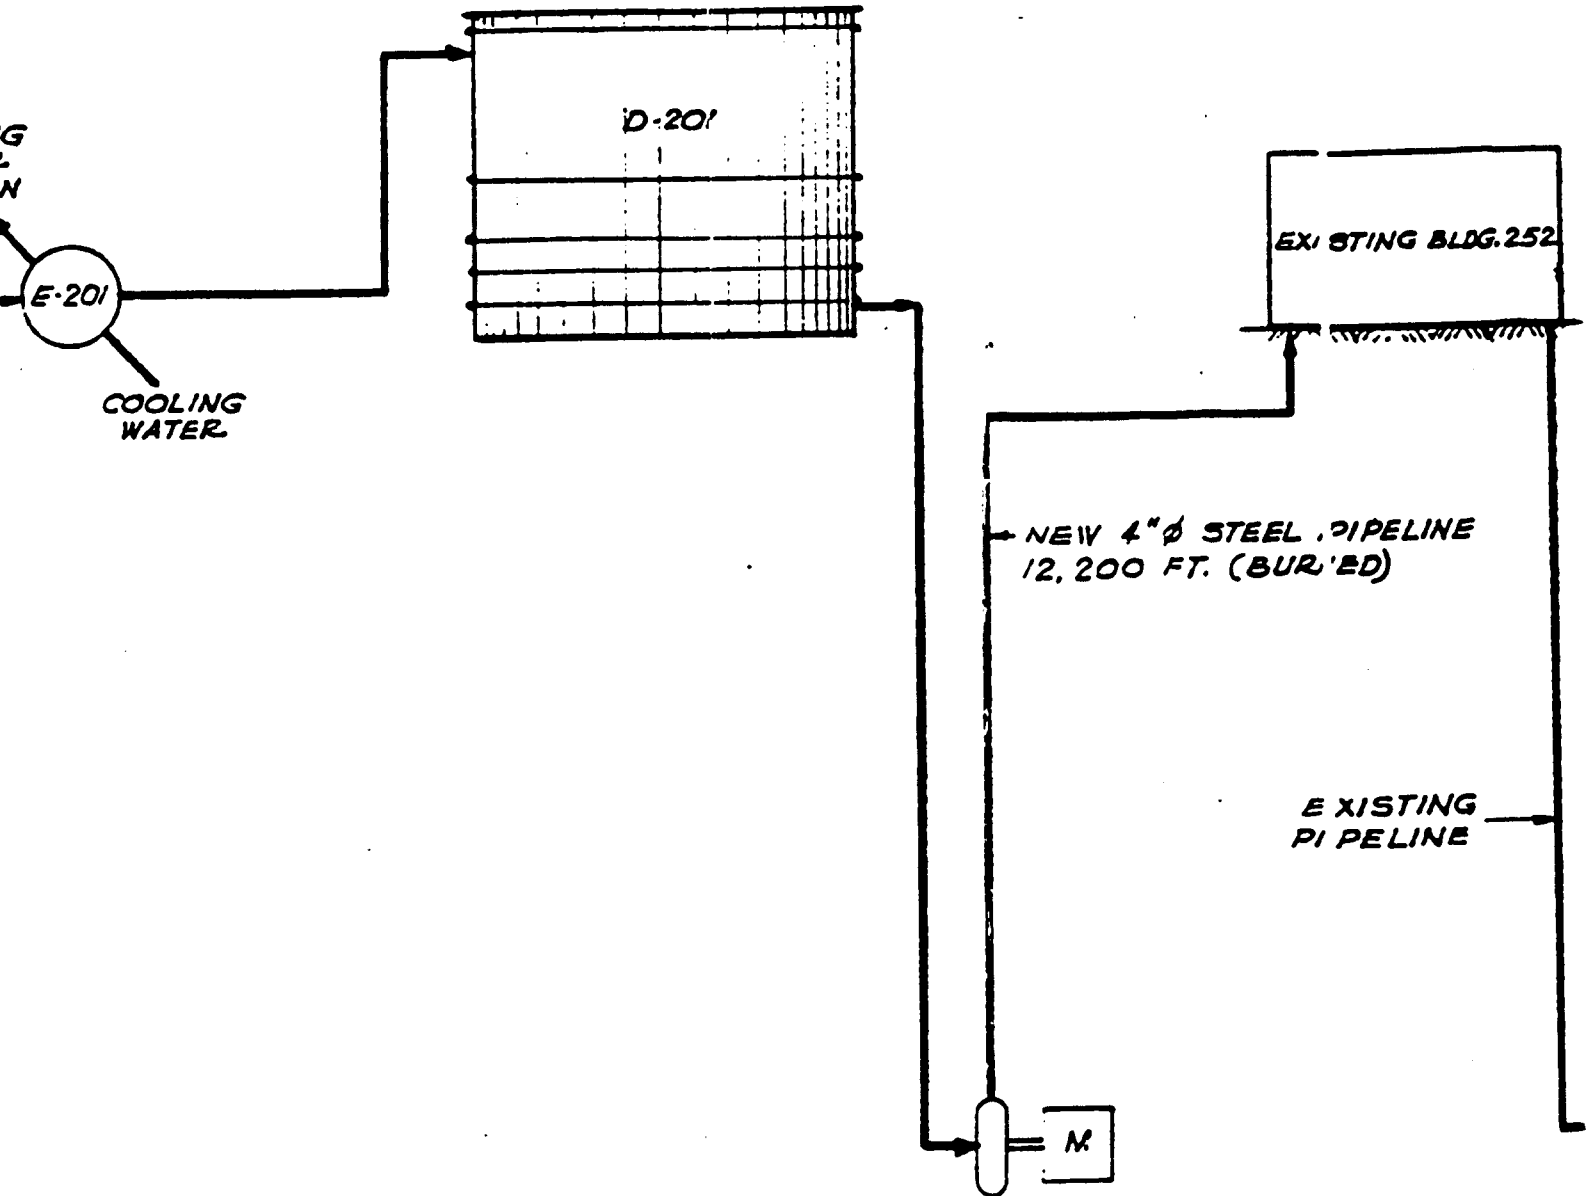 D-201
EXISTING BLDG. 252
E-201
COOLING
WATER
NEW 4"Ø STEEL PIPELINE
12,200 FT. (BURIED)
EXISTING
PIPELINE
M